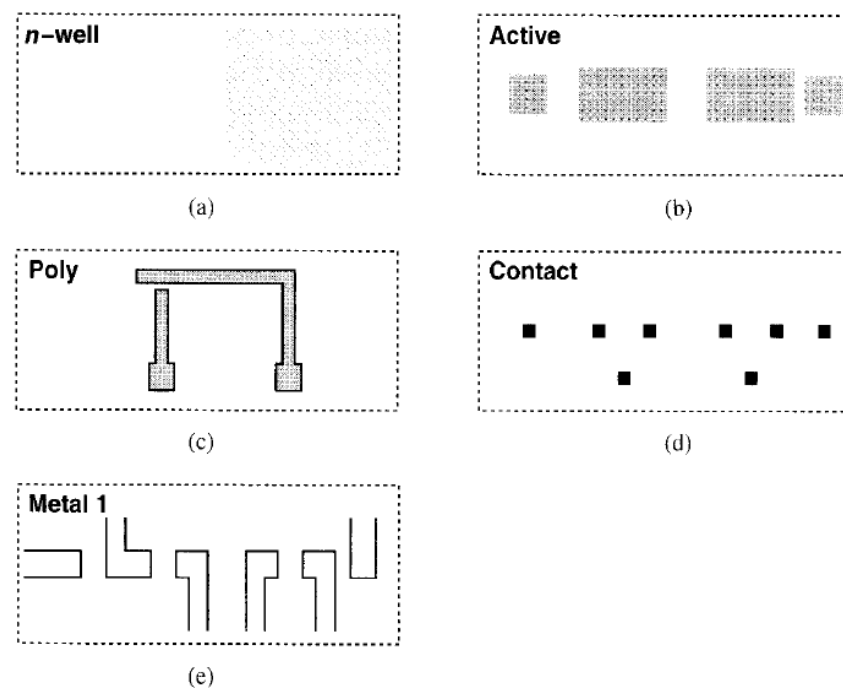 n-well
Active
(a)
(b)
Poly
Contact
(c)
(d)
Metal 1
(e)